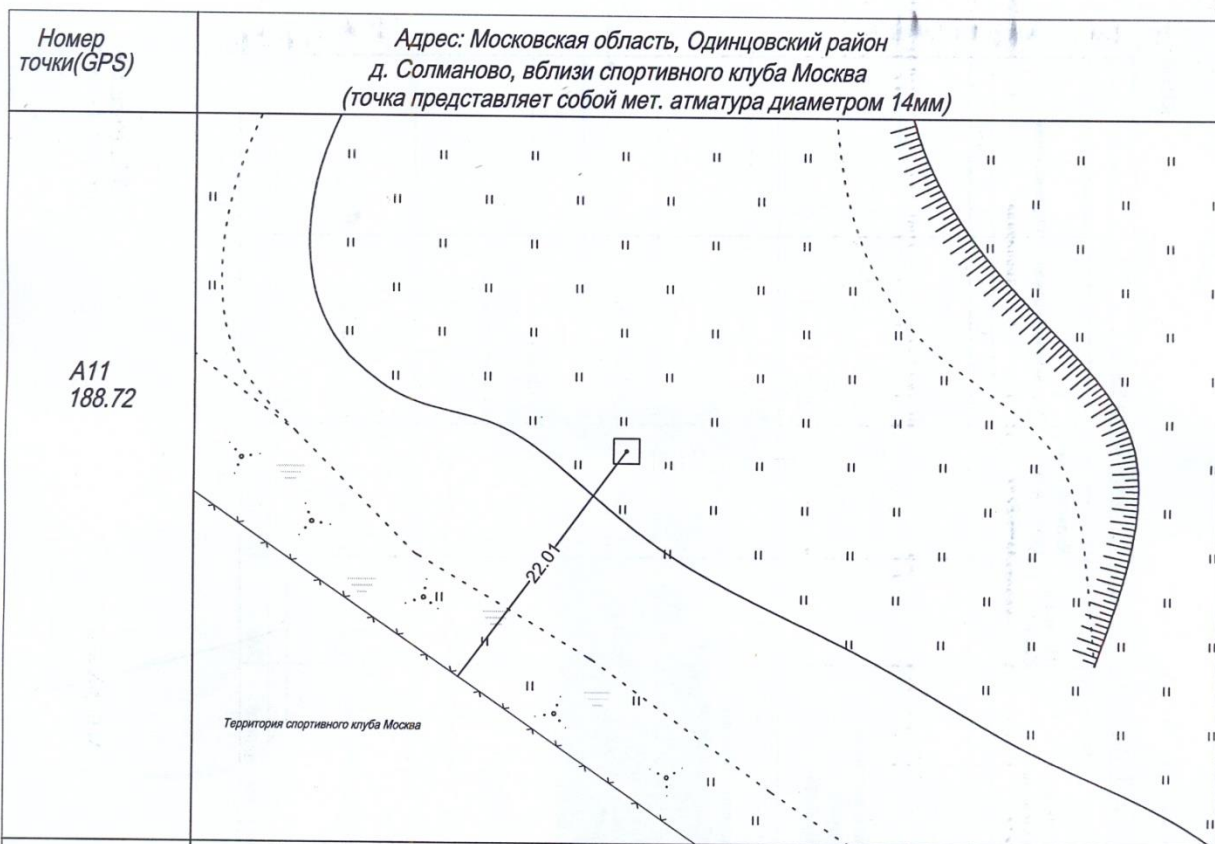 Номер
точки(GPS)
Адрес: Московская область, Одинцовский район
д. Солманово, вблизи спортивного клуба Москва
(точка представляет собой мет. атматура диаметром 14мм)
А11
188.72
22.01
Территория спортивного клуба Москва